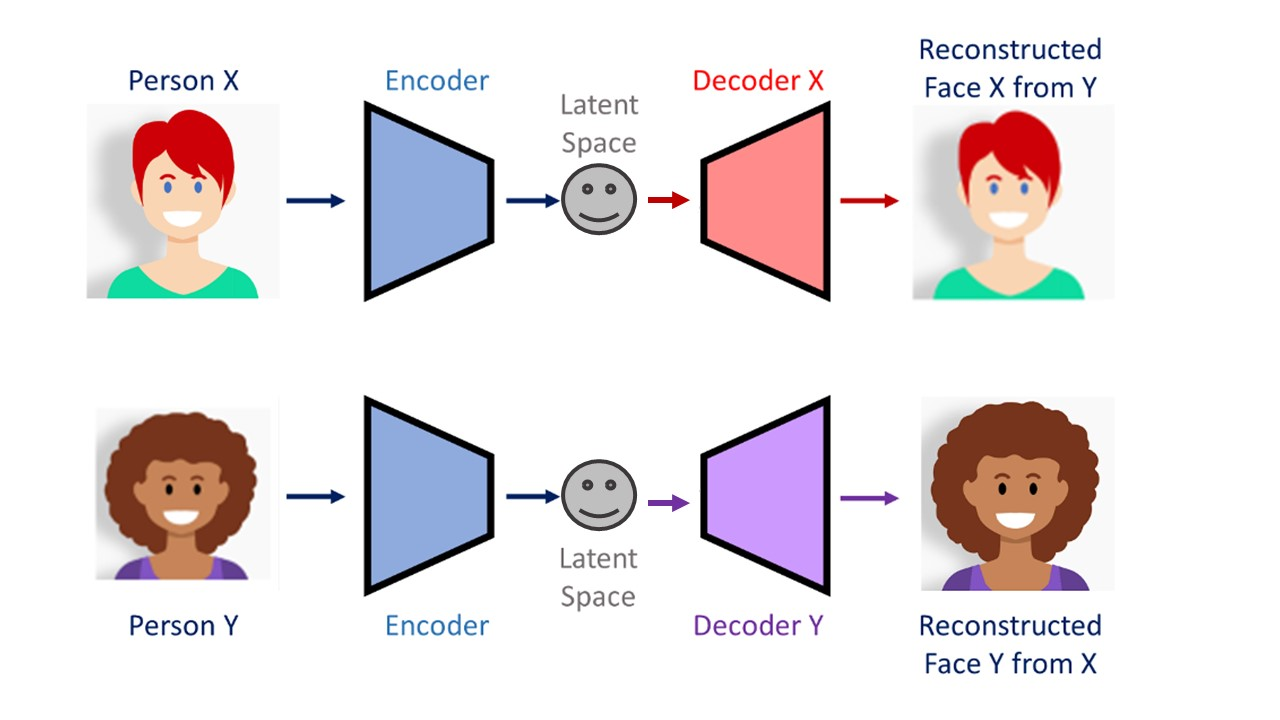 Person X
Encoder
Latent
Space
Decoder X
Reconstructed
Face X from Y
Person Y
Encoder
Latent
Space
Decoder Y
Reconstructed
Face Y from X